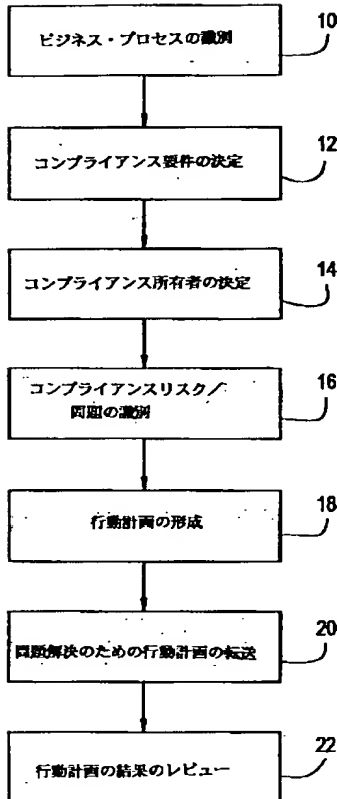 ビジネス・プロセスの識別
10
コンプライアンス要件の決定
12
コンプライアンス所有者の決定
14
コンプライアンスリスク／
問題の識別
16
行動計画の形成
18
問題解決のための行動計画の転送
20
行動計画の結果のレビュー
22